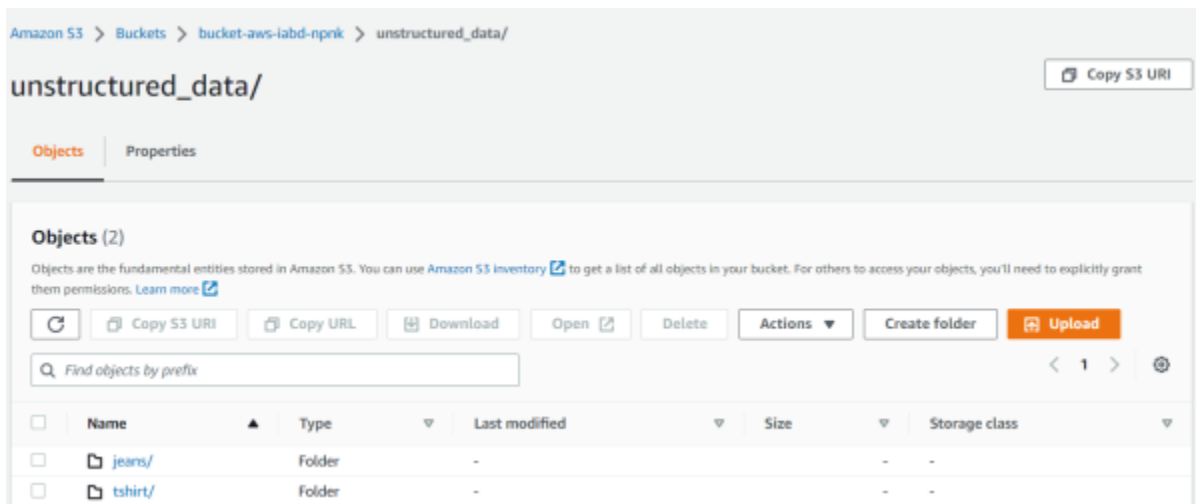 Amazon S3 > Buckets > bucket-aws-iabd-npnk > unstructured_data/
unstructured_data/
Copy S3 URI
Objects Properties
Objects (2)
Objects are the fundamental entities stored in Amazon S3. You can use Amazon S3 inventory to get a list of all objects in your bucket. For others to access your objects, you'll need to explicitly grant
them permissions. Learn more
Copy S3 URI Copy URL Download Open Delete Actions Create folder Upload
Find objects by prefix
< 1 >
Name Type Last modified Size Storage class
jeans/ Folder - - -
tshirt/ Folder - - -